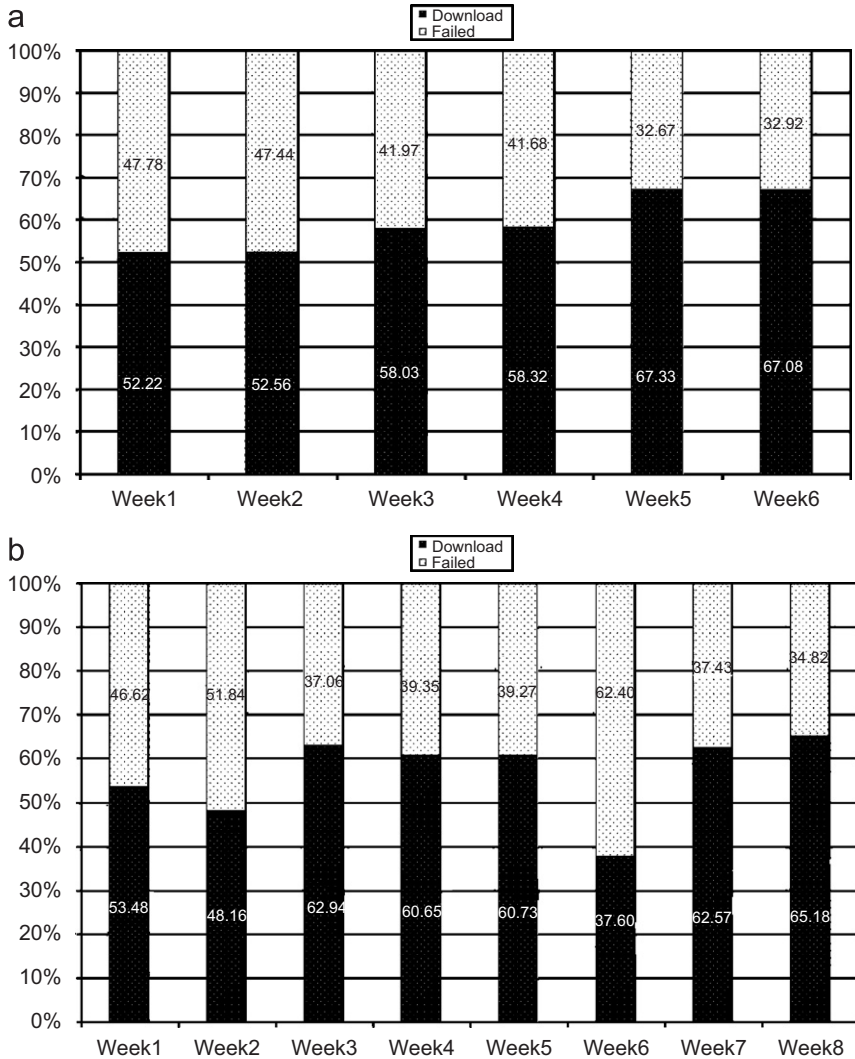 a
Download
Failed
100%
90%
80%
70%
60%
50%
40%
30%
20%
10%
0%
47.78 47.44 41.97 41.68 32.67 32.92
52.22 52.56 58.03 58.32 67.33 67.08
Week1 Week2 Week3 Week4 Week5 Week6
b
Download
Failed
100%
90%
80%
70%
60%
50%
40%
30%
20%
10%
0%
46.62 51.84 37.06 39.35 39.27 62.40 37.43 34.82
53.48 48.16 62.94 60.65 60.73 37.60 62.57 65.18
Week1 Week2 Week3 Week4 Week5 Week6 Week7 Week8